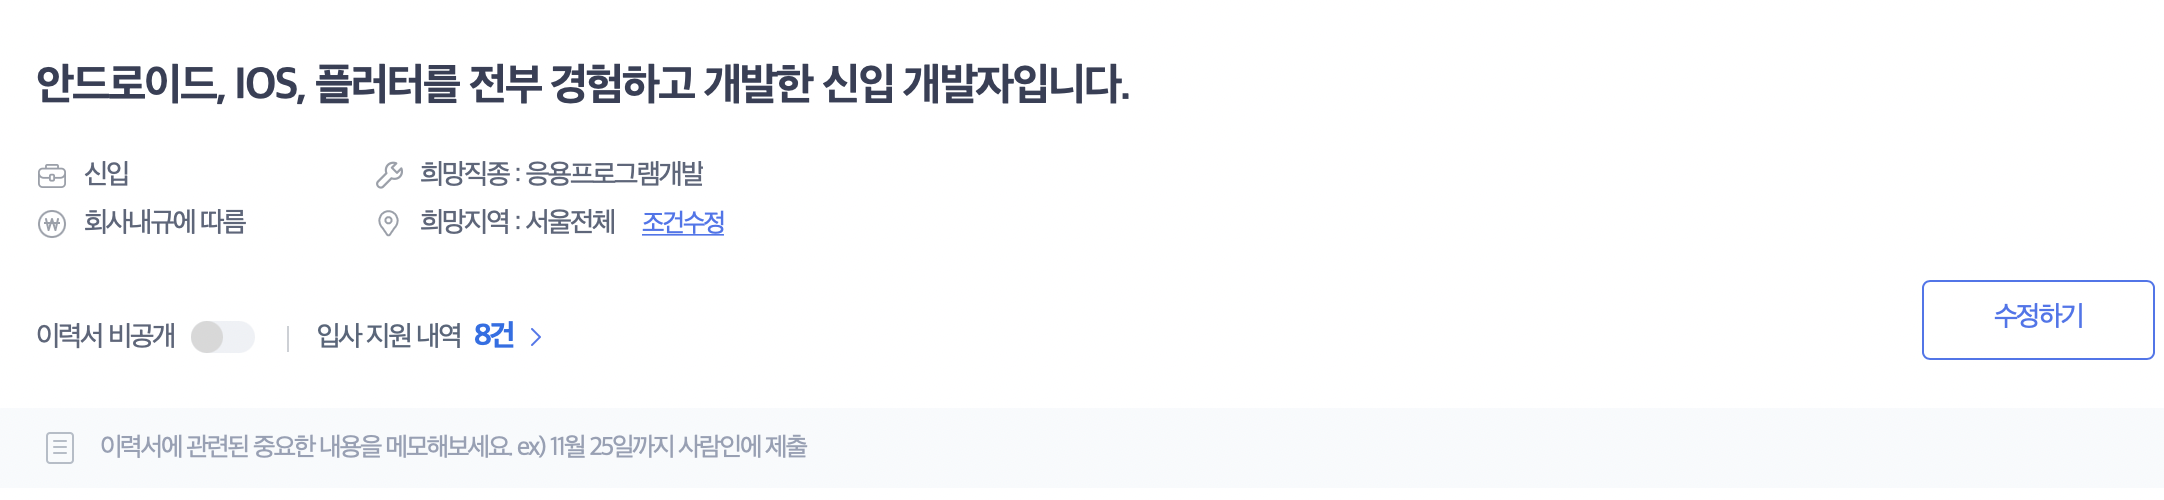 안드로이드, IOS, 플러터를 전부 경험하고 개발한 신입 개발자입니다.
신입 희망직종 : 응용프로그램개발
회사내규에 따름 희망지역 : 서울전체 조건수정
수정하기
이력서 비공개 입사 지원 내역 8건
이력서에 관련된 중요한 내용을 메모해보세요. ex) 11월 25일까지 사람인에 제출